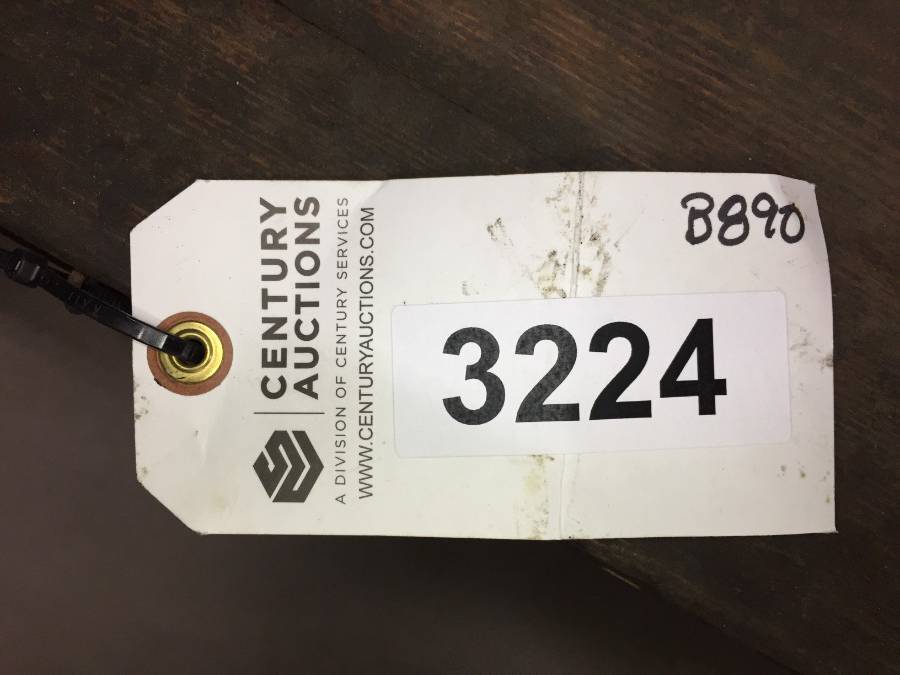 CENTURY
AUCTIONS
A DIVISION OF CENTURY SERVICES
WWW.CENTURYAUCTIONS.COM
B890
3224